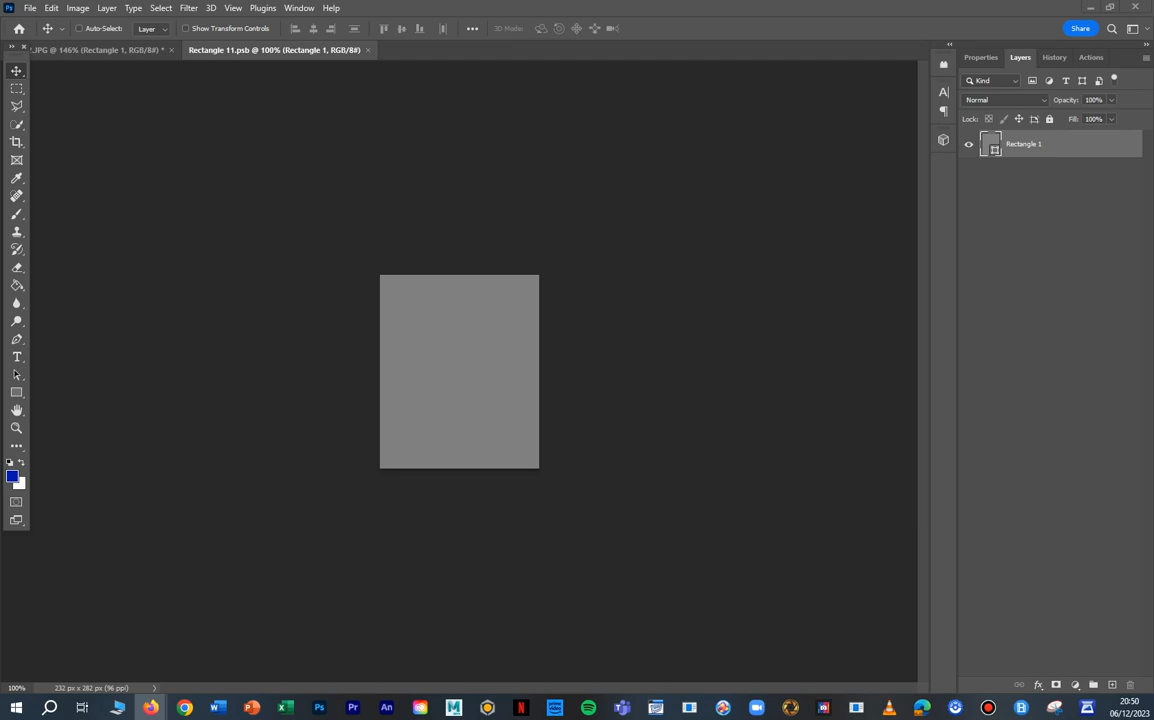 Ps File Edit Image Layer Type Select Filter 3D View Plugins Window Help
Auto-Select: Layer Show Transform Controls 3D Mode: Share
.JPG @ 146% (Rectangle 1, RGB/8#) * × Rectangle 11.psb @ 100% (Rectangle 1, RGB/8#) ×
Properties Layers History Actions
Kind
Normal Opacity: 100%
Lock: Fill: 100%
Rectangle 1
100% 232 px x 282 px (96 ppi)
20:50
06/12/2023